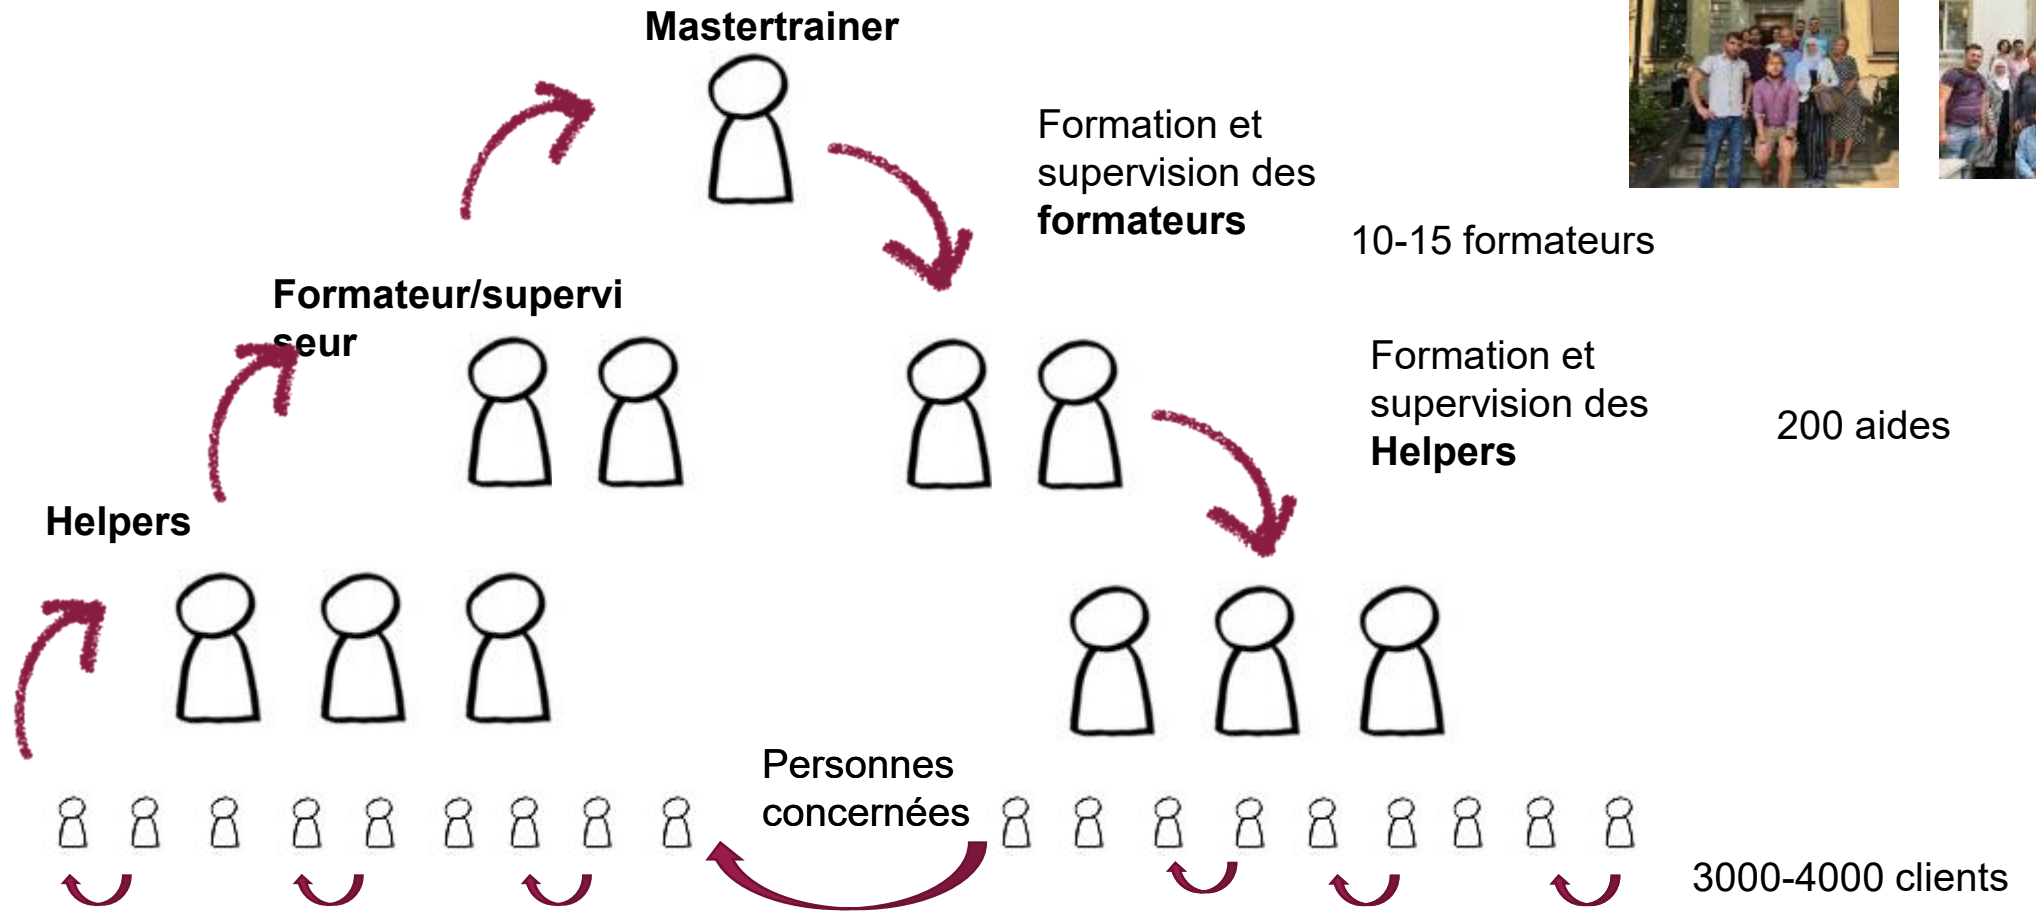 Mastertrainer
Formation et
supervision des
formateurs
10-15 formateurs
Formateur/supervi
seur
Formation et
supervision des
Helpers
200 aides
Helpers
Personnes
concernées
3000-4000 clients